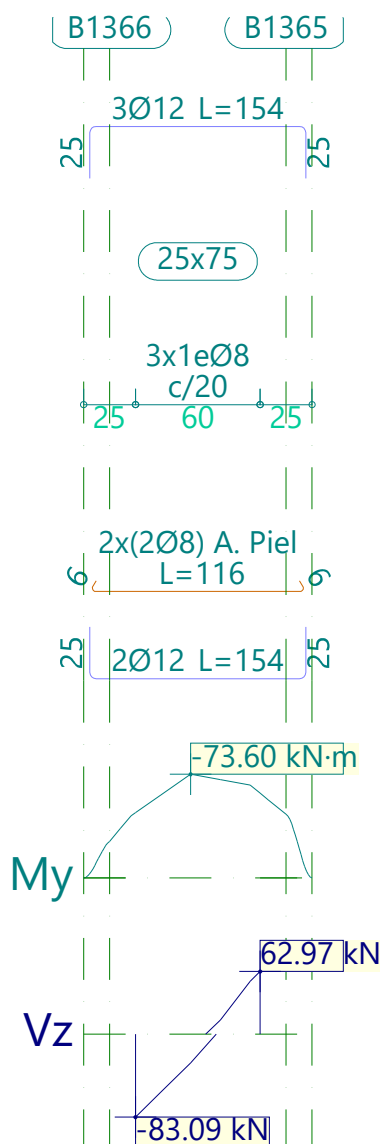 B1366 B1365
3Ø12 L=154
25 25
25x75
3x1eØ8
c/20
25 60 25
2x(2Ø8) A. Piel
6 L=116 6
25 2Ø12 L=154 25
-73.60 kN·m
My
62.97 kN
Vz
-83.09 kN